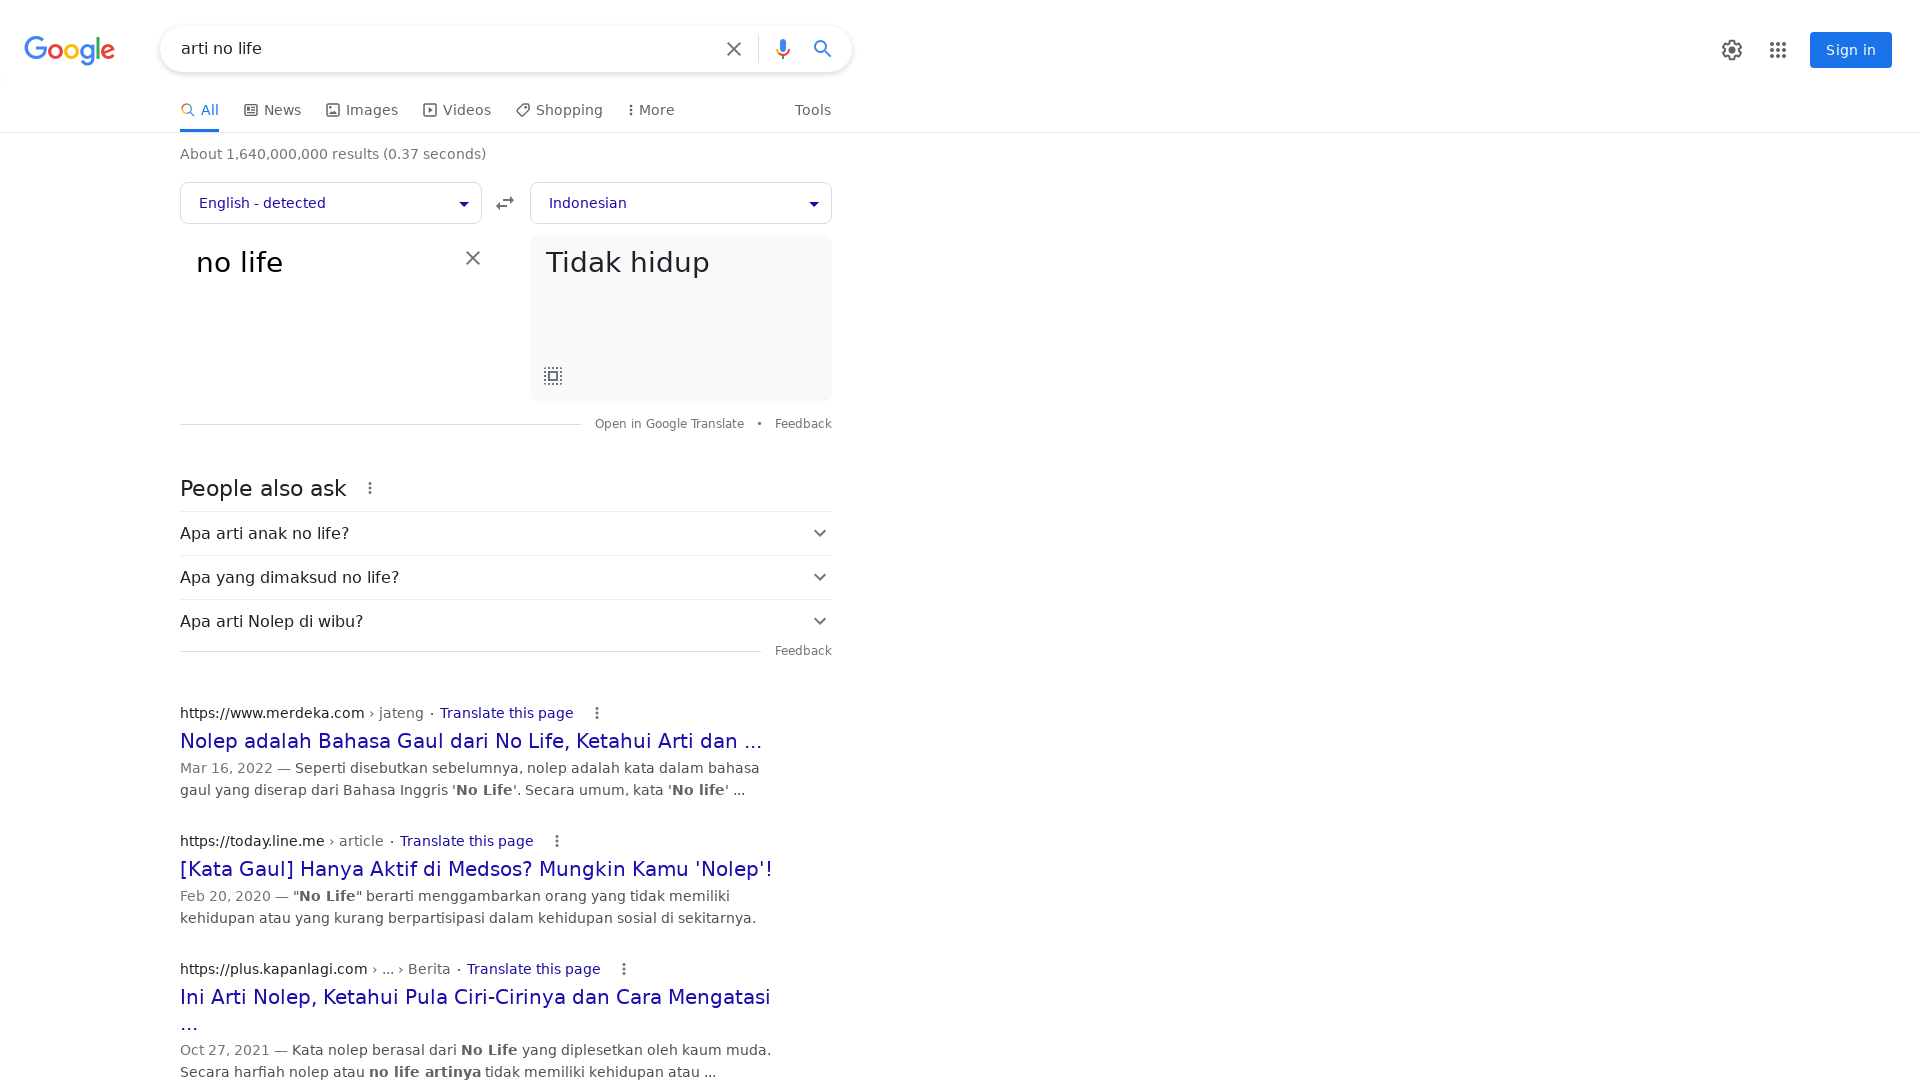 Google
arti no life
Sign in
All News Images Videos Shopping More Tools
About 1,640,000,000 results (0.37 seconds)
English - detected Indonesian
no life Tidak hidup
Open in Google Translate • Feedback
People also ask
Apa arti anak no life?
Apa yang dimaksud no life?
Apa arti Nolep di wibu?
Feedback
https://www.merdeka.com › jateng · Translate this page
Nolep adalah Bahasa Gaul dari No Life, Ketahui Arti dan ...
Mar 16, 2022 — Seperti disebutkan sebelumnya, nolep adalah kata dalam bahasa
gaul yang diserap dari Bahasa Inggris 'No Life'. Secara umum, kata 'No life' ...
https://today.line.me › article · Translate this page
[Kata Gaul] Hanya Aktif di Medsos? Mungkin Kamu 'Nolep'!
Feb 20, 2020 — "No Life" berarti menggambarkan orang yang tidak memiliki
kehidupan atau yang kurang berpartisipasi dalam kehidupan sosial di sekitarnya.
https://plus.kapanlagi.com › ... › Berita · Translate this page
Ini Arti Nolep, Ketahui Pula Ciri-Cirinya dan Cara Mengatasi
...
Oct 27, 2021 — Kata nolep berasal dari No Life yang diplesetkan oleh kaum muda.
Secara harfiah nolep atau no life artinya tidak memiliki kehidupan atau ...